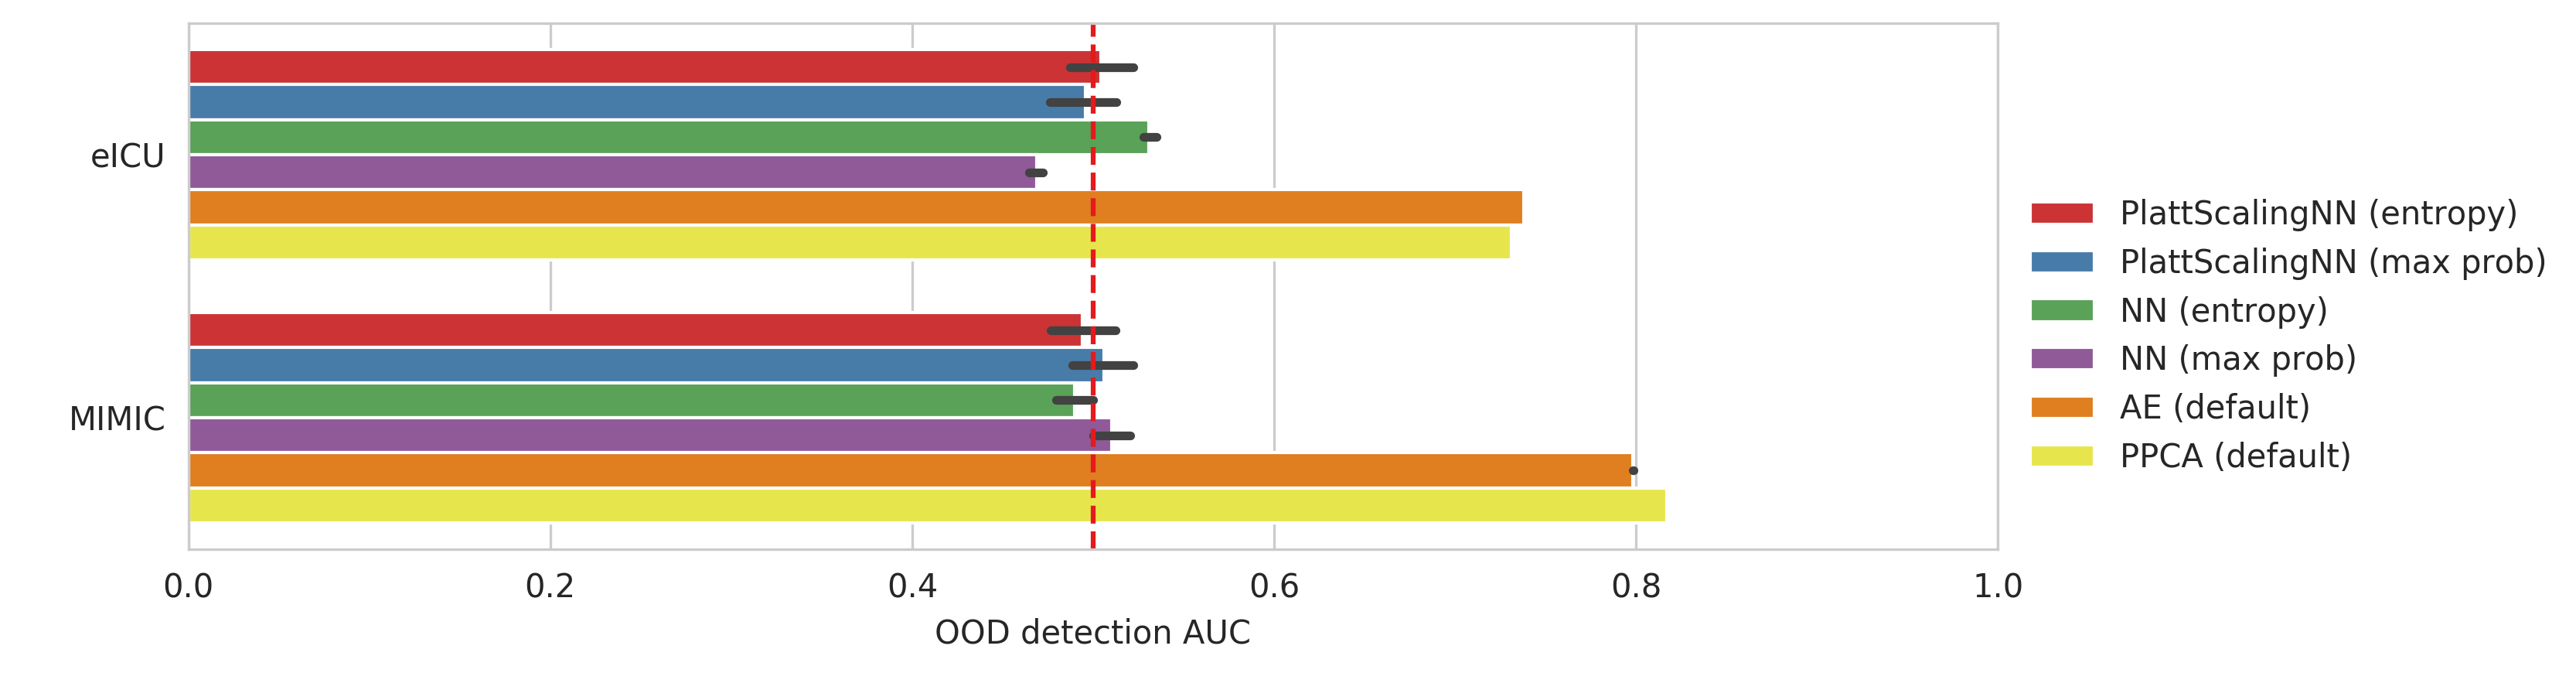 eICU
MIMIC
0.0 0.2 0.4 0.6 0.8 1.0
OOD detection AUC
PlattScalingNN (entropy)
PlattScalingNN (max prob)
NN (entropy)
NN (max prob)
AE (default)
PPCA (default)